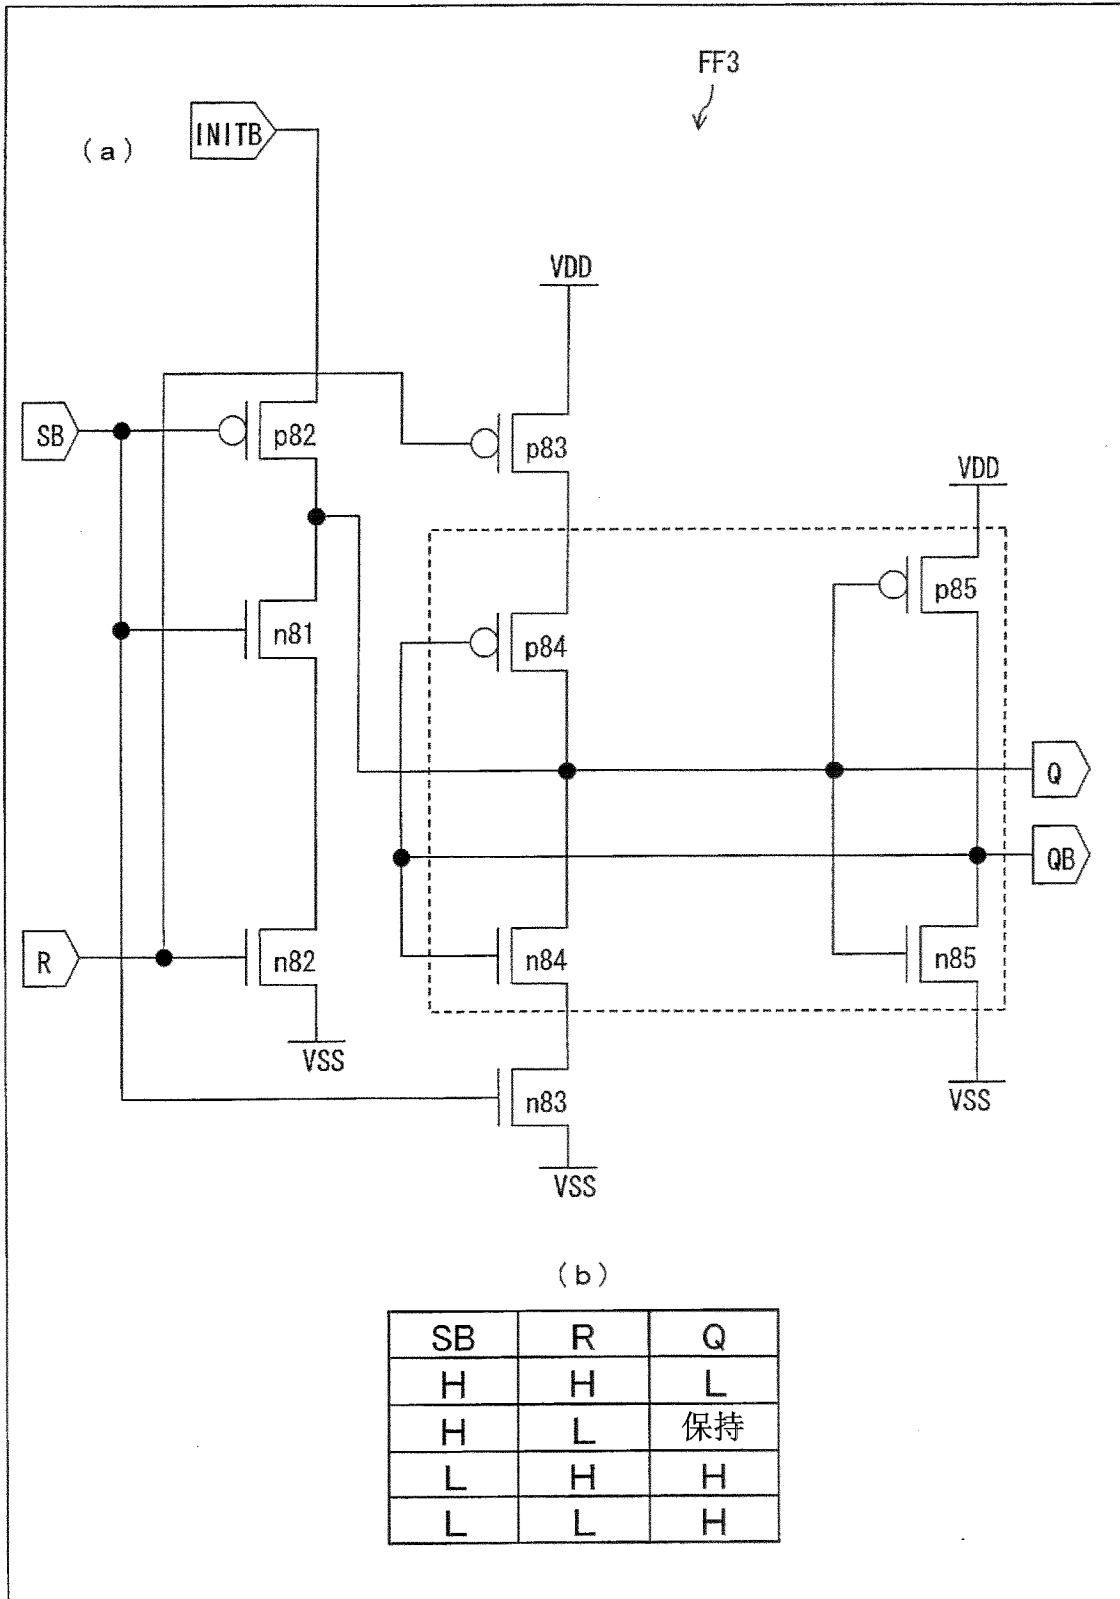 FF3
(a)
INITB
VDD
SB
p82
p83
VDD
p85
n81
p84
Q
QB
R
n82
n84
n85
VSS
n83
VSS
VSS
(b)
SB R Q
H H L
H L 保持
L H H
L L H